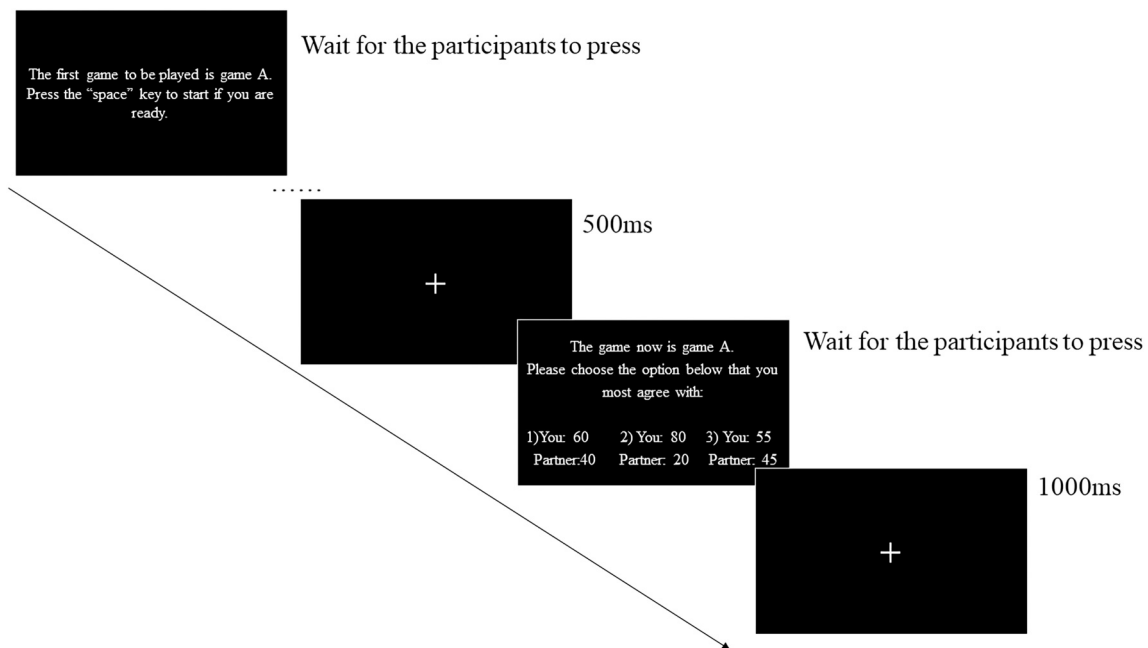 Wait for the participants to press
The first game to be played is game A.
Press the “space” key to start if you are
ready.
......
500ms
+
Wait for the participants to press
The game now is game A.
Please choose the option below that you
most agree with:
1)You: 60 2) You: 80 3) You: 55
Partner:40 Partner: 20 Partner: 45
1000ms
+